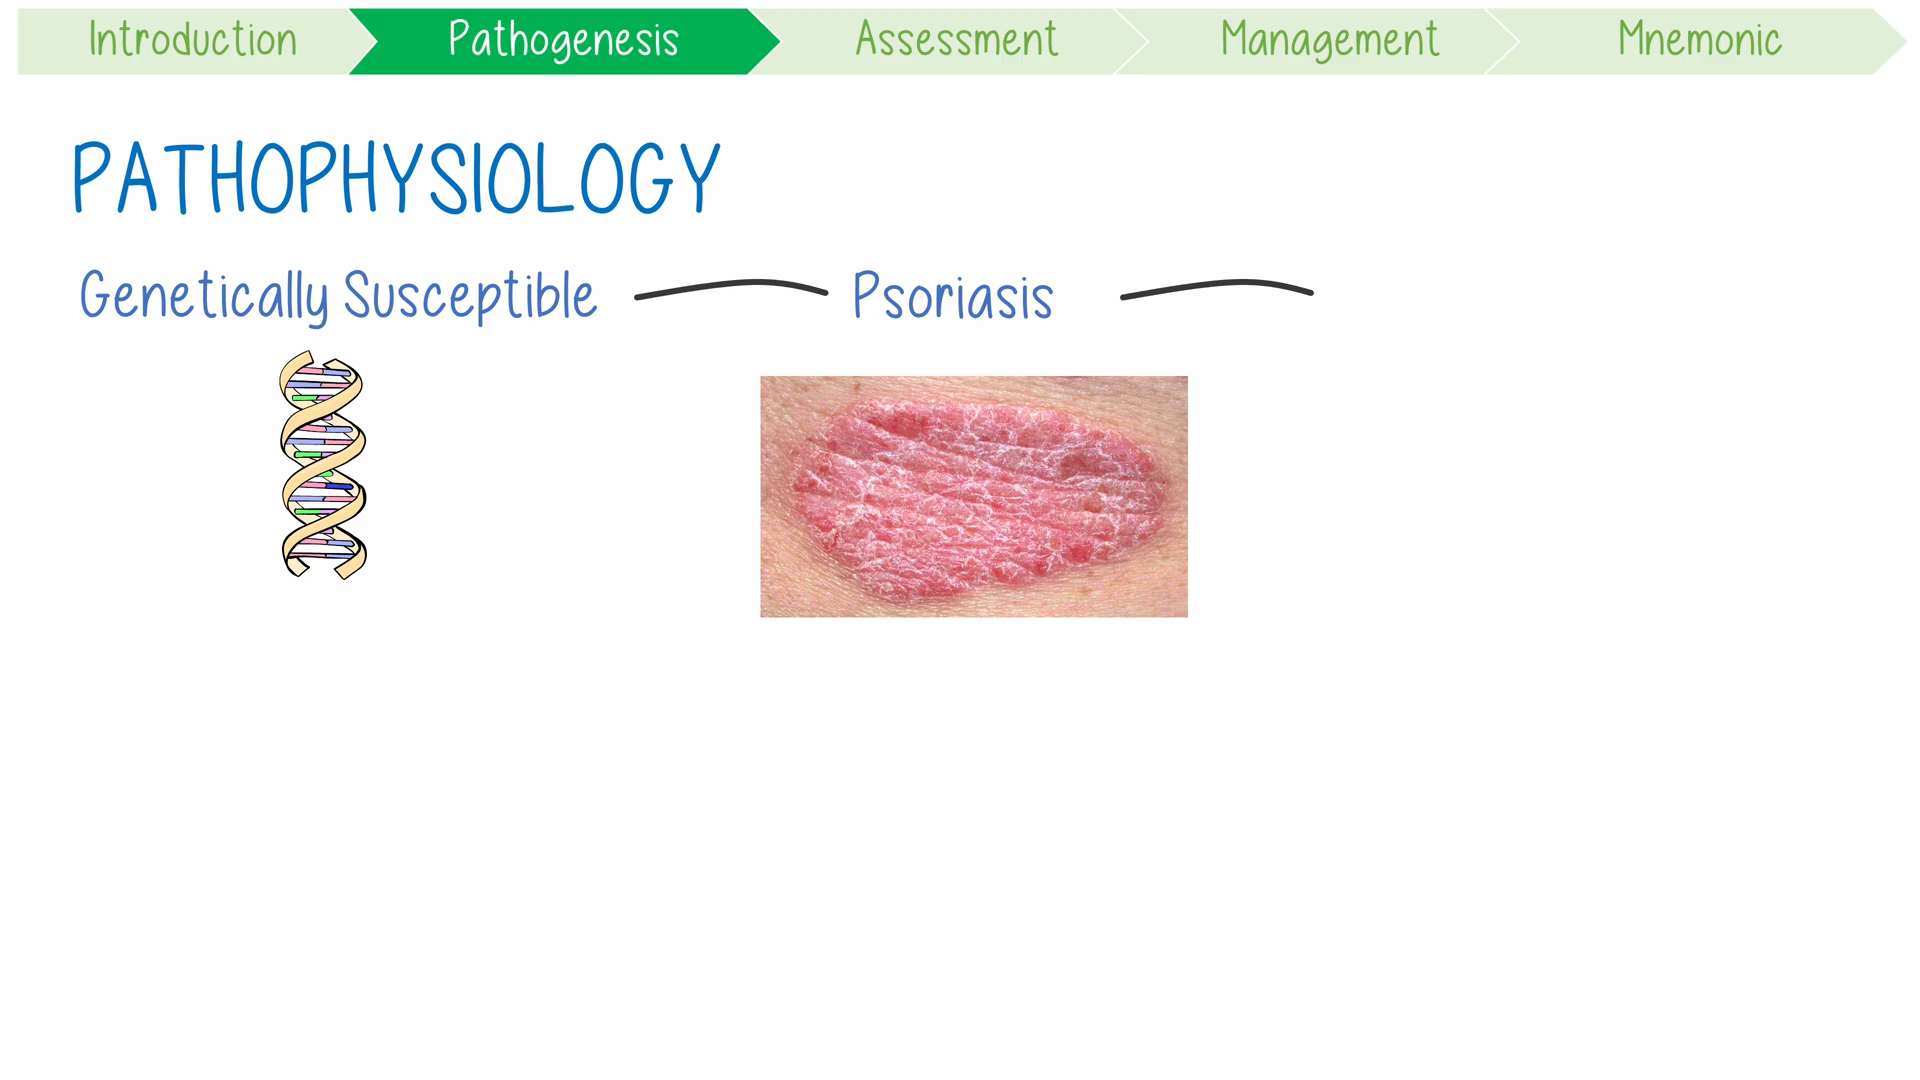 Introduction Pathogenesis Assessment Management Mnemonic
PATHOPHYSIOLOGY
Genetically Susceptible Psoriasis